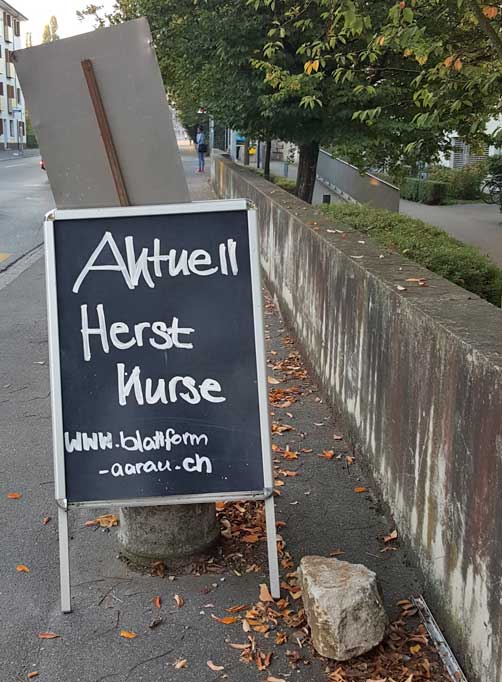 Aktuell
Herst
Kurse
www.blattform
-aarau.ch